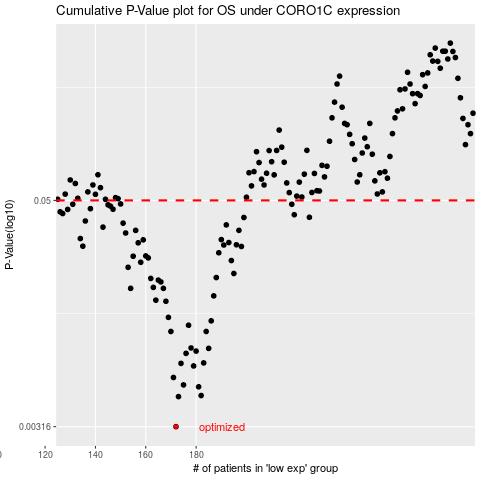 Cumulative P-Value plot for OS under CORO1C expression
P-Value(log10)
0.05
0.00316
optimized
0 120 140 160 180
# of patients in 'low exp' group